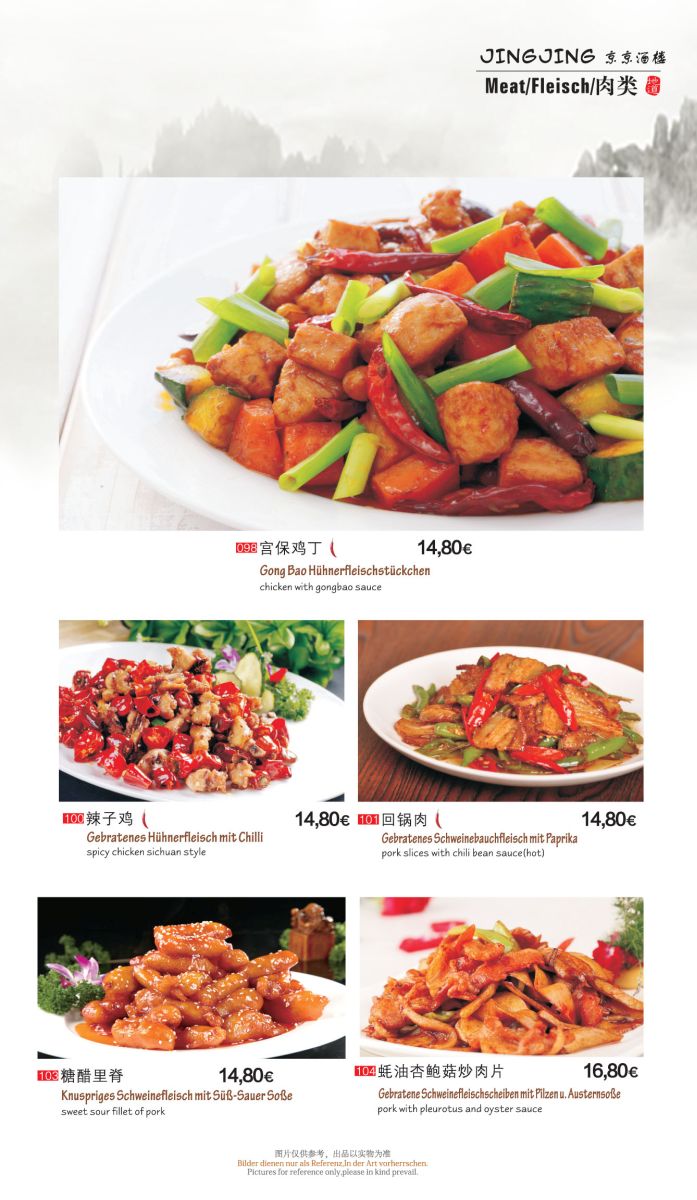 JINGJING 京京酒楼
Meat/Fleisch/肉类 地道
098 宫保鸡丁 14,80€
Gong Bao Hühnerfleischstückchen
chicken with gongbao sauce
100 辣子鸡 14,80€
Gebratenes Hühnerfleisch mit Chilli
spicy chicken sichuan style
101 回锅肉 14,80€
Gebratenes Schweinebauchfleisch mit Paprika
pork slices with chili bean sauce(hot)
103 糖醋里脊 14,80€
Knuspriges Schweinefleisch mit Süß-Sauer Soße
sweet sour fillet of pork
104 蚝油杏鲍菇炒肉片 16,80€
Gebratene Schweinefleischscheiben mit Pilzen u. Austernsoße
pork with pleurotus and oyster sauce
图片仅供参考，出品以实物为准
Bilder dienen nur als Referenz,In der Art vorherrschen.
Pictures for reference only,please in kind prevail.